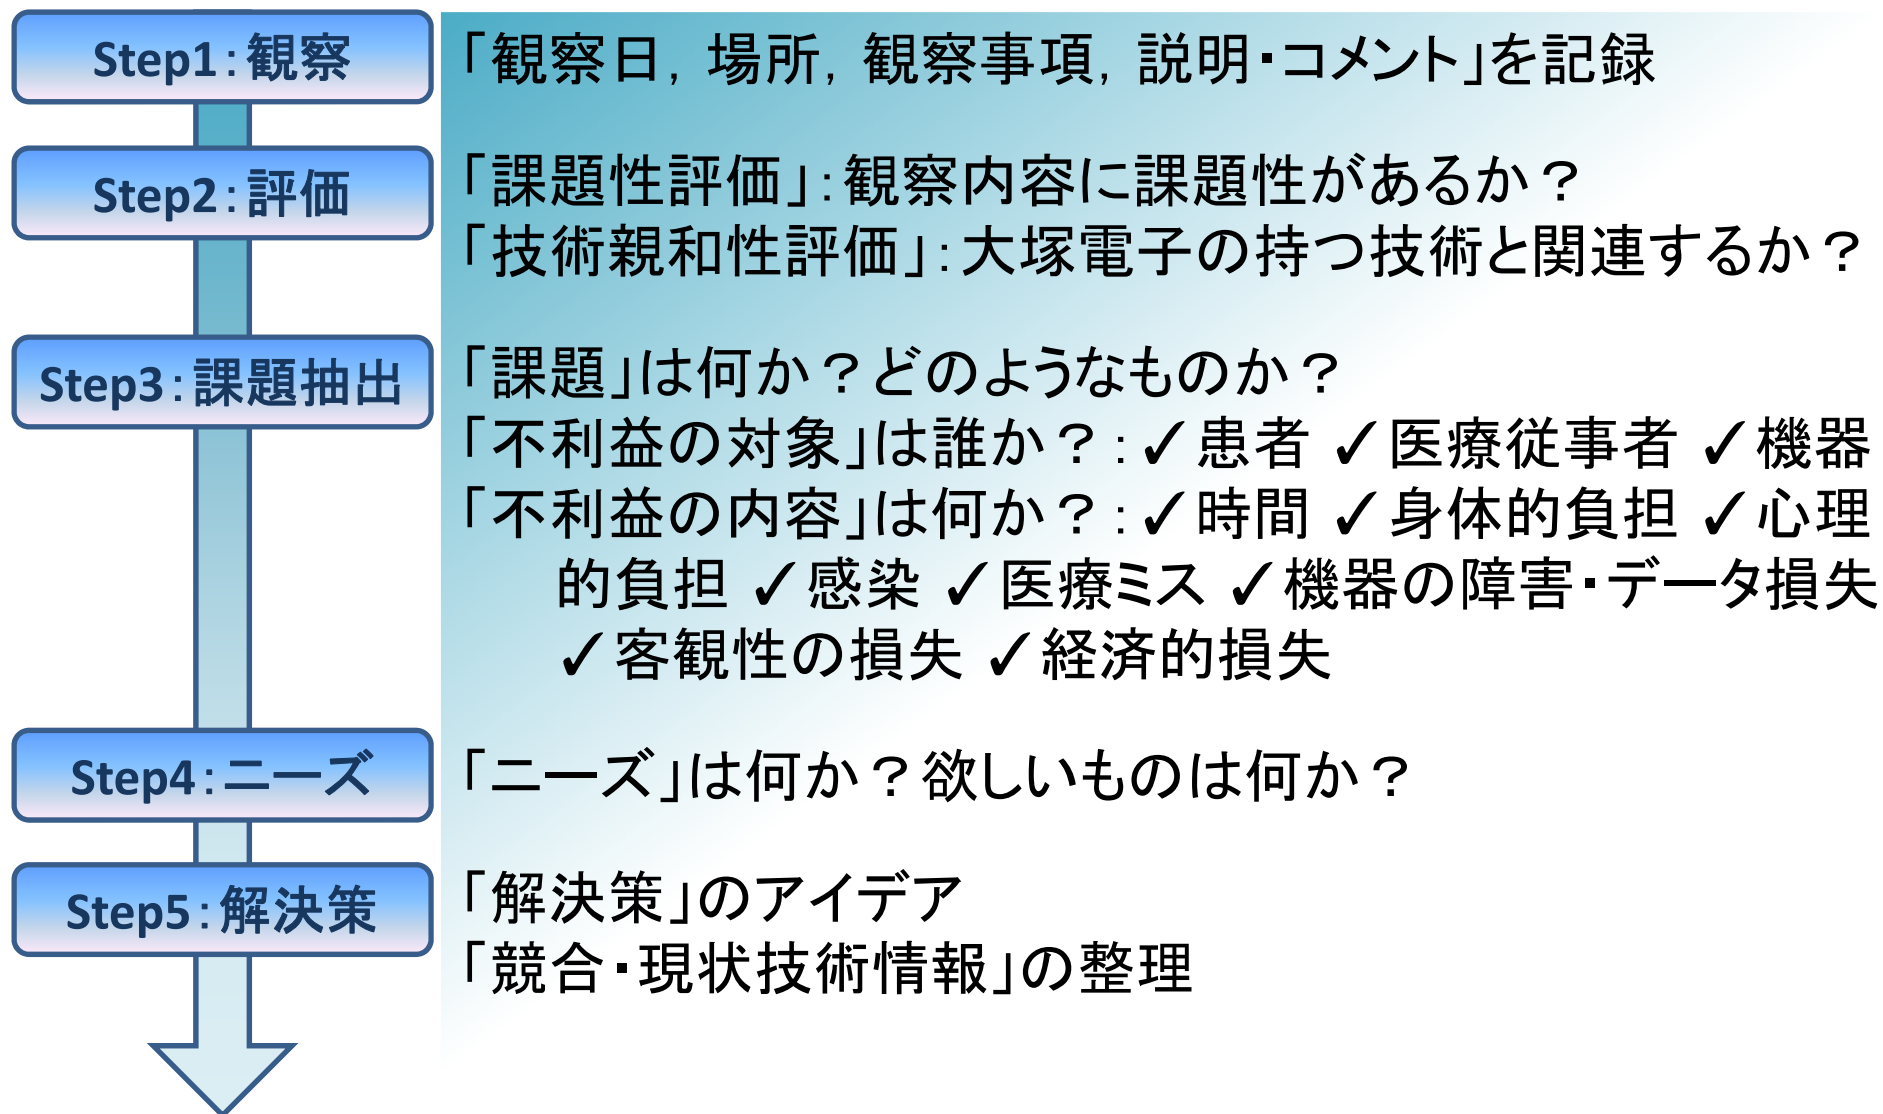 Step1：観察
「観察日，場所，観察事項，説明・コメント」を記録
Step2：評価
「課題性評価」：観察内容に課題性があるか？
「技術親和性評価」：大塚電子の持つ技術と関連するか？
Step3：課題抽出
「課題」は何か？どのようなものか？
「不利益の対象」は誰か？：✓患者 ✓医療従事者 ✓機器
「不利益の内容」は何か？：✓時間 ✓身体的負担 ✓心理
的負担 ✓感染 ✓医療ミス ✓機器の障害・データ損失
✓客観性の損失 ✓経済的損失
Step4：ニーズ
「ニーズ」は何か？欲しいものは何か？
Step5：解決策
「解決策」のアイデア
「競合・現状技術情報」の整理